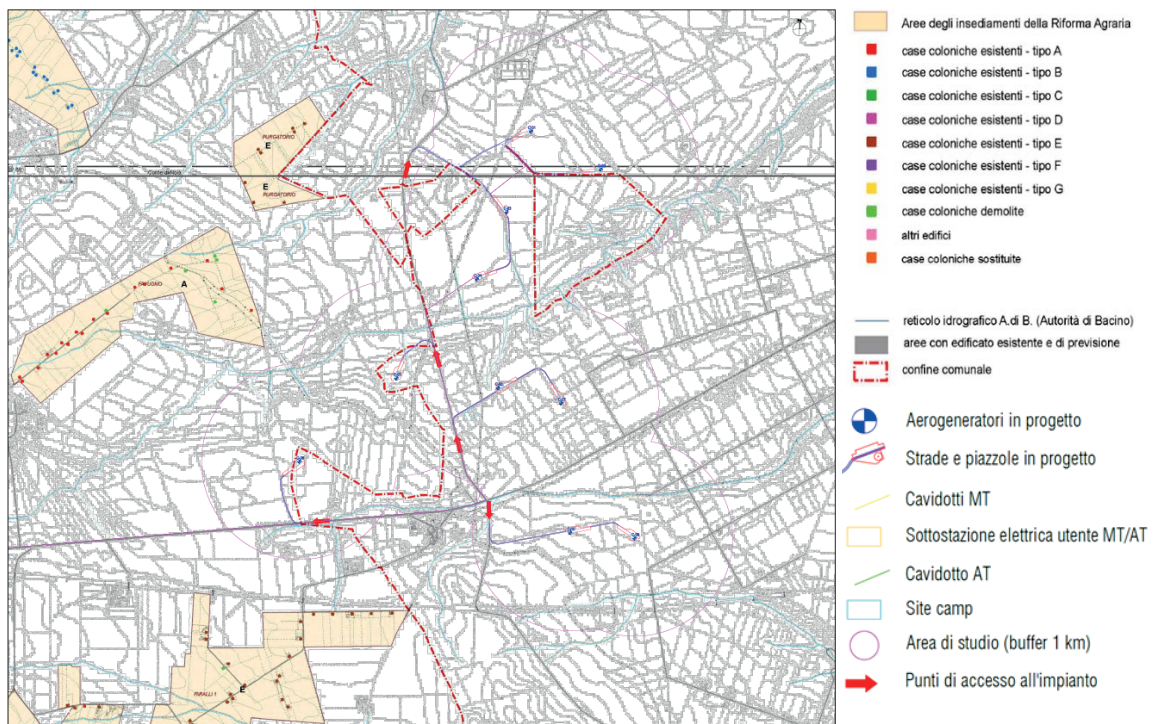 PURGATORIO
E
E
PURGATORIO
A
RIPALLI 1
E
Aree degli insediamenti della Riforma Agraria
case coloniche esistenti - tipo A
case coloniche esistenti - tipo B
case coloniche esistenti - tipo C
case coloniche esistenti - tipo D
case coloniche esistenti - tipo E
case coloniche esistenti - tipo F
case coloniche esistenti - tipo G
case coloniche demolite
altri edifici
case coloniche sostituite
reticolo idrografico A.di B. (Autorità di Bacino)
aree con edificato esistente e di previsione
confine comunale
Aerogeneratori in progetto
Strade e piazzole in progetto
Cavidotti MT
Sottostazione elettrica utente MT/AT
Cavidotto AT
Site camp
Area di studio (buffer 1 km)
Punti di accesso all'impianto